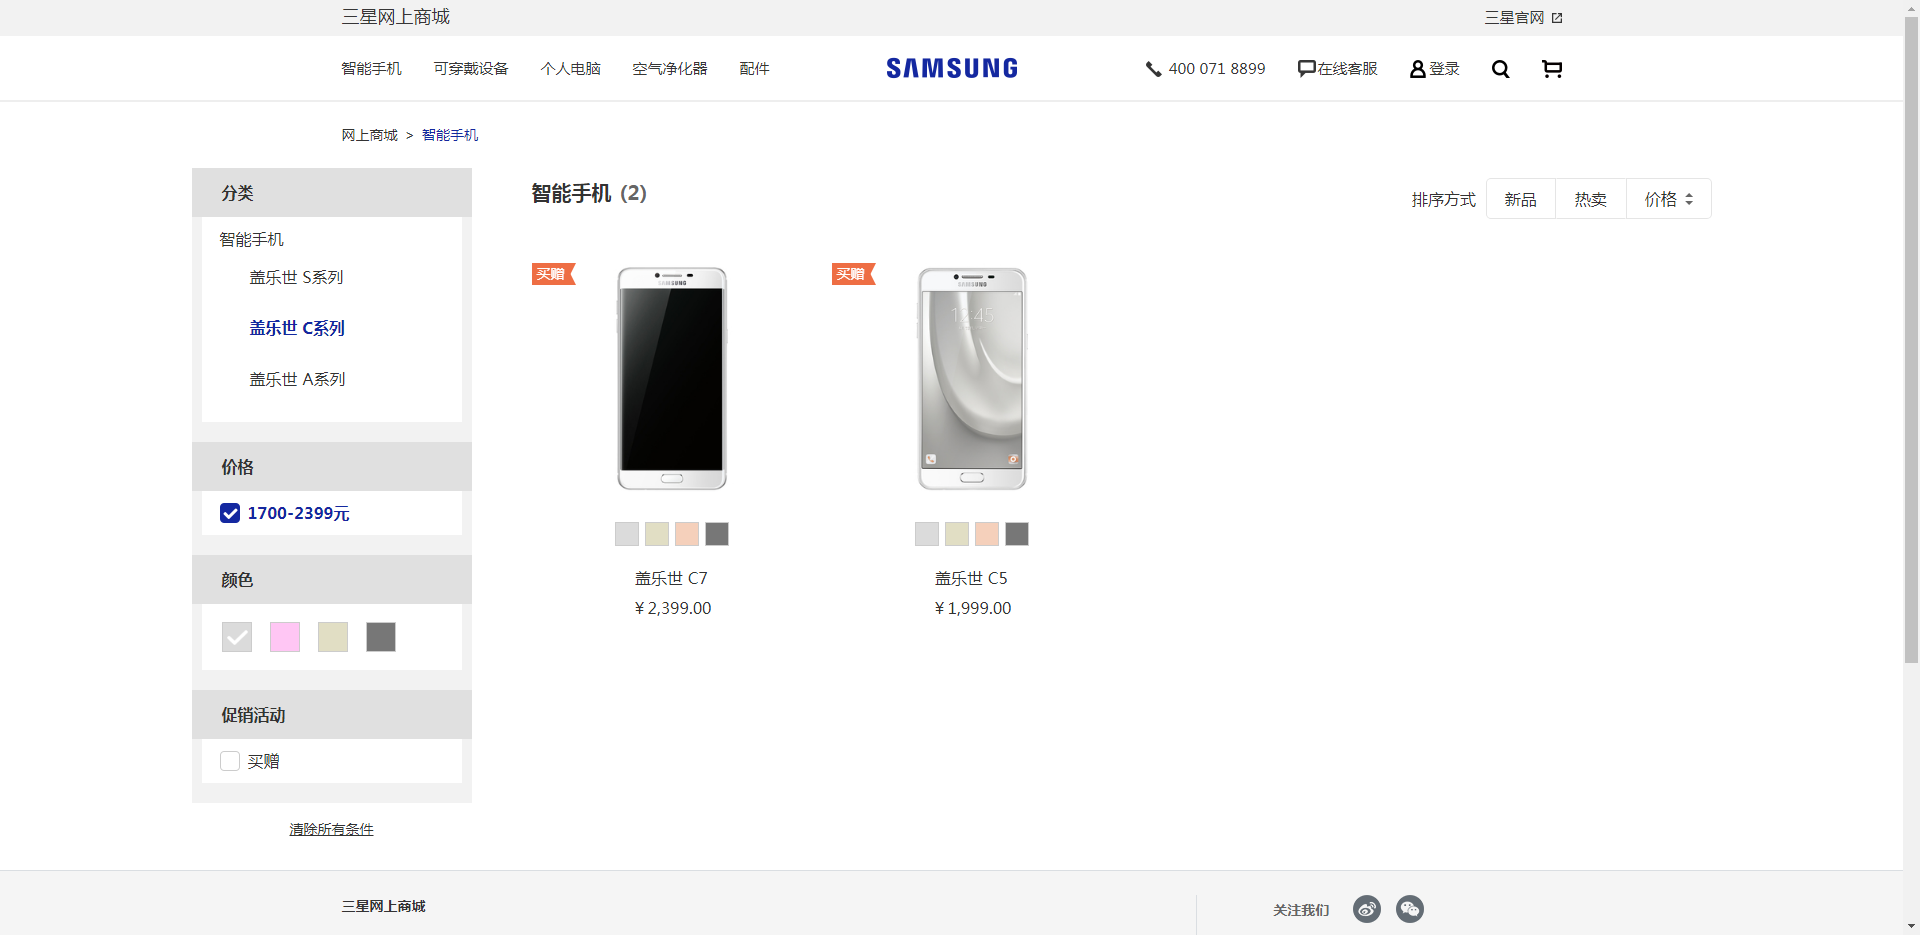 三星网上商城
三星官网
智能手机 可穿戴设备 个人电脑 空气净化器 配件
SAMSUNG
400 071 8899 在线客服 登录
网上商城 > 智能手机
分类
智能手机
盖乐世 S系列
盖乐世 C系列
盖乐世 A系列
价格
1700-2399元
颜色
促销活动
买赠
清除所有条件
智能手机 (2)
排序方式 新品 热卖 价格
买赠
SAMSUNG
盖乐世 C7
¥2,399.00
买赠
SAMSUNG
12:45
盖乐世 C5
¥1,999.00
三星网上商城
关注我们